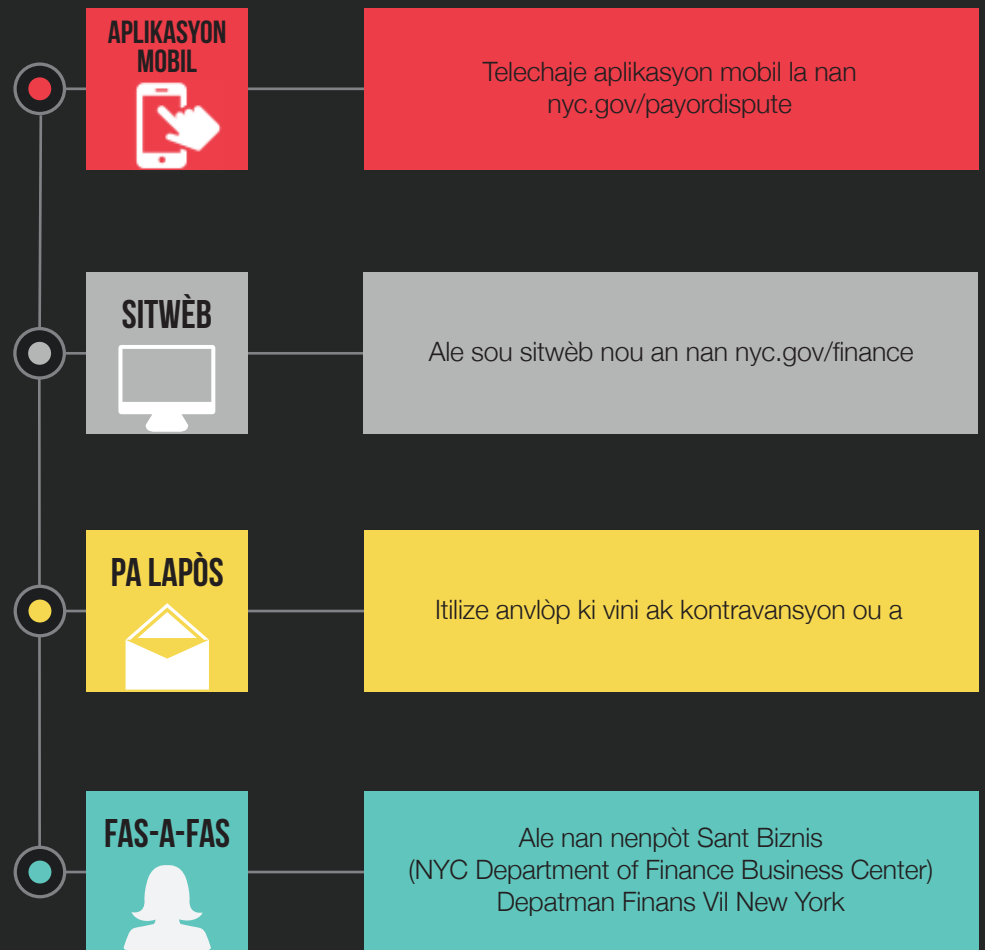 APLIKASYON
MOBIL
Telechaje aplikasyon mobil la nan
nyc.gov/payordispute
SITWÈB
Ale sou sitwèb nou an nan nyc.gov/finance
PA LAPÒS
Itilize anvlòp ki vini ak kontravansyon ou a
FAS-A-FAS
Ale nan nenpòt Sant Biznis
(NYC Department of Finance Business Center)
Depatman Finans Vil New York